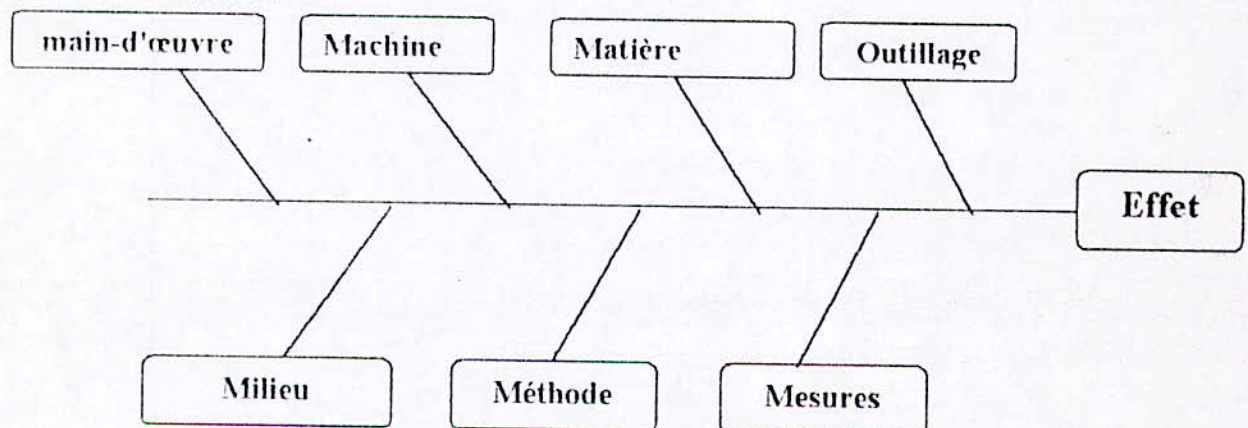 main-d'œuvre
Machine
Matière
Outillage
Effet
Milieu
Méthode
Mesures